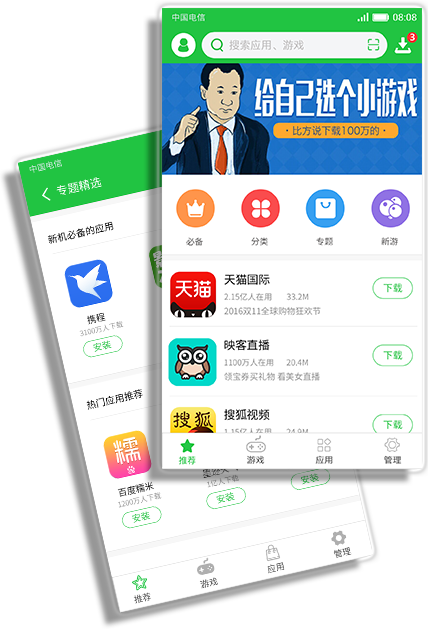 中国电信
08:08
搜索应用、游戏
3
给自己选个小游戏
·比方说下载100万的·
必备
分类
专题
新游
天猫
天猫国际
2.15亿人在用 33.2M
2016双11全球购物狂欢节
下载
映客直播
1100万人在用 20.4M
领宝券买礼物 看美女直播
下载
搜狐
搜狐视频
1.15亿人在用 24.9M
下载
推荐
游戏
应用
管理
中国电信
专题精选
新机必备的应用
携程
3100万人下载
安装
热门应用推荐
糯
百度糯米
1200万人下载
安装
1亿人下载
安装
安装
推荐
游戏
应用
管理